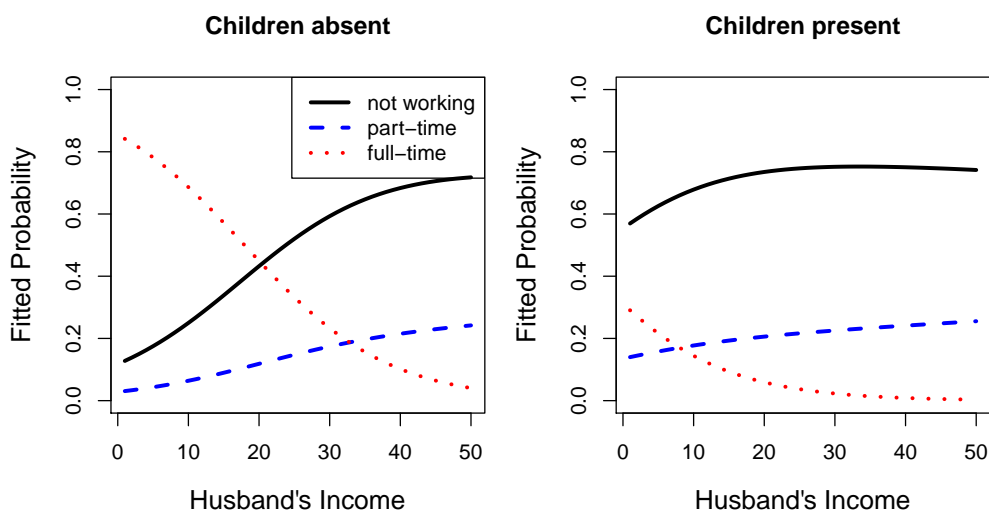 Children absent
Fitted Probability
1.0
0.8
0.6
0.4
0.2
0.0
not working
part−time
full−time
0 10 20 30 40 50
Husband's Income
Children present
Fitted Probability
1.0
0.8
0.6
0.4
0.2
0.0
0 10 20 30 40 50
Husband's Income